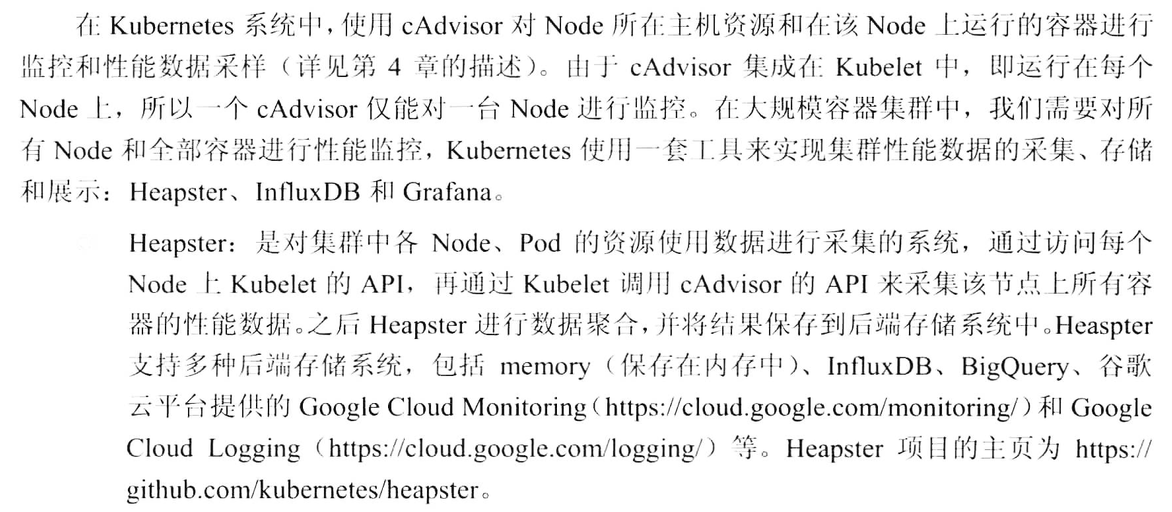 在 Kubernetes 系统中，使用 cAdvisor 对 Node 所在主机资源和在该 Node 上运行的容器进行
监控和性能数据采样（详见第 4 章的描述）。由于 cAdvisor 集成在 Kubelet 中，即运行在每个
Node 上，所以一个 cAdvisor 仅能对一台 Node 进行监控。在大规模容器集群中，我们需要对所
有 Node 和全部容器进行性能监控，Kubernetes 使用一套工具来实现集群性能数据的采集、存储
和展示：Heapster、InfluxDB 和 Grafana。
Heapster：是对集群中各 Node、Pod 的资源使用数据进行采集的系统，通过访问每个
Node 上 Kubelet 的 API，再通过 Kubelet 调用 cAdvisor 的 API 来采集该节点上所有容
器的性能数据。之后 Heapster 进行数据聚合，并将结果保存到后端存储系统中。Heaspter
支持多种后端存储系统，包括 memory（保存在内存中）、InfluxDB、BigQuery、谷歌
云平台提供的 Google Cloud Monitoring（https://cloud.google.com/monitoring/）和 Google
Cloud Logging（https://cloud.google.com/logging/）等。Heapster 项目的主页为 https://
github.com/kubernetes/heapster。